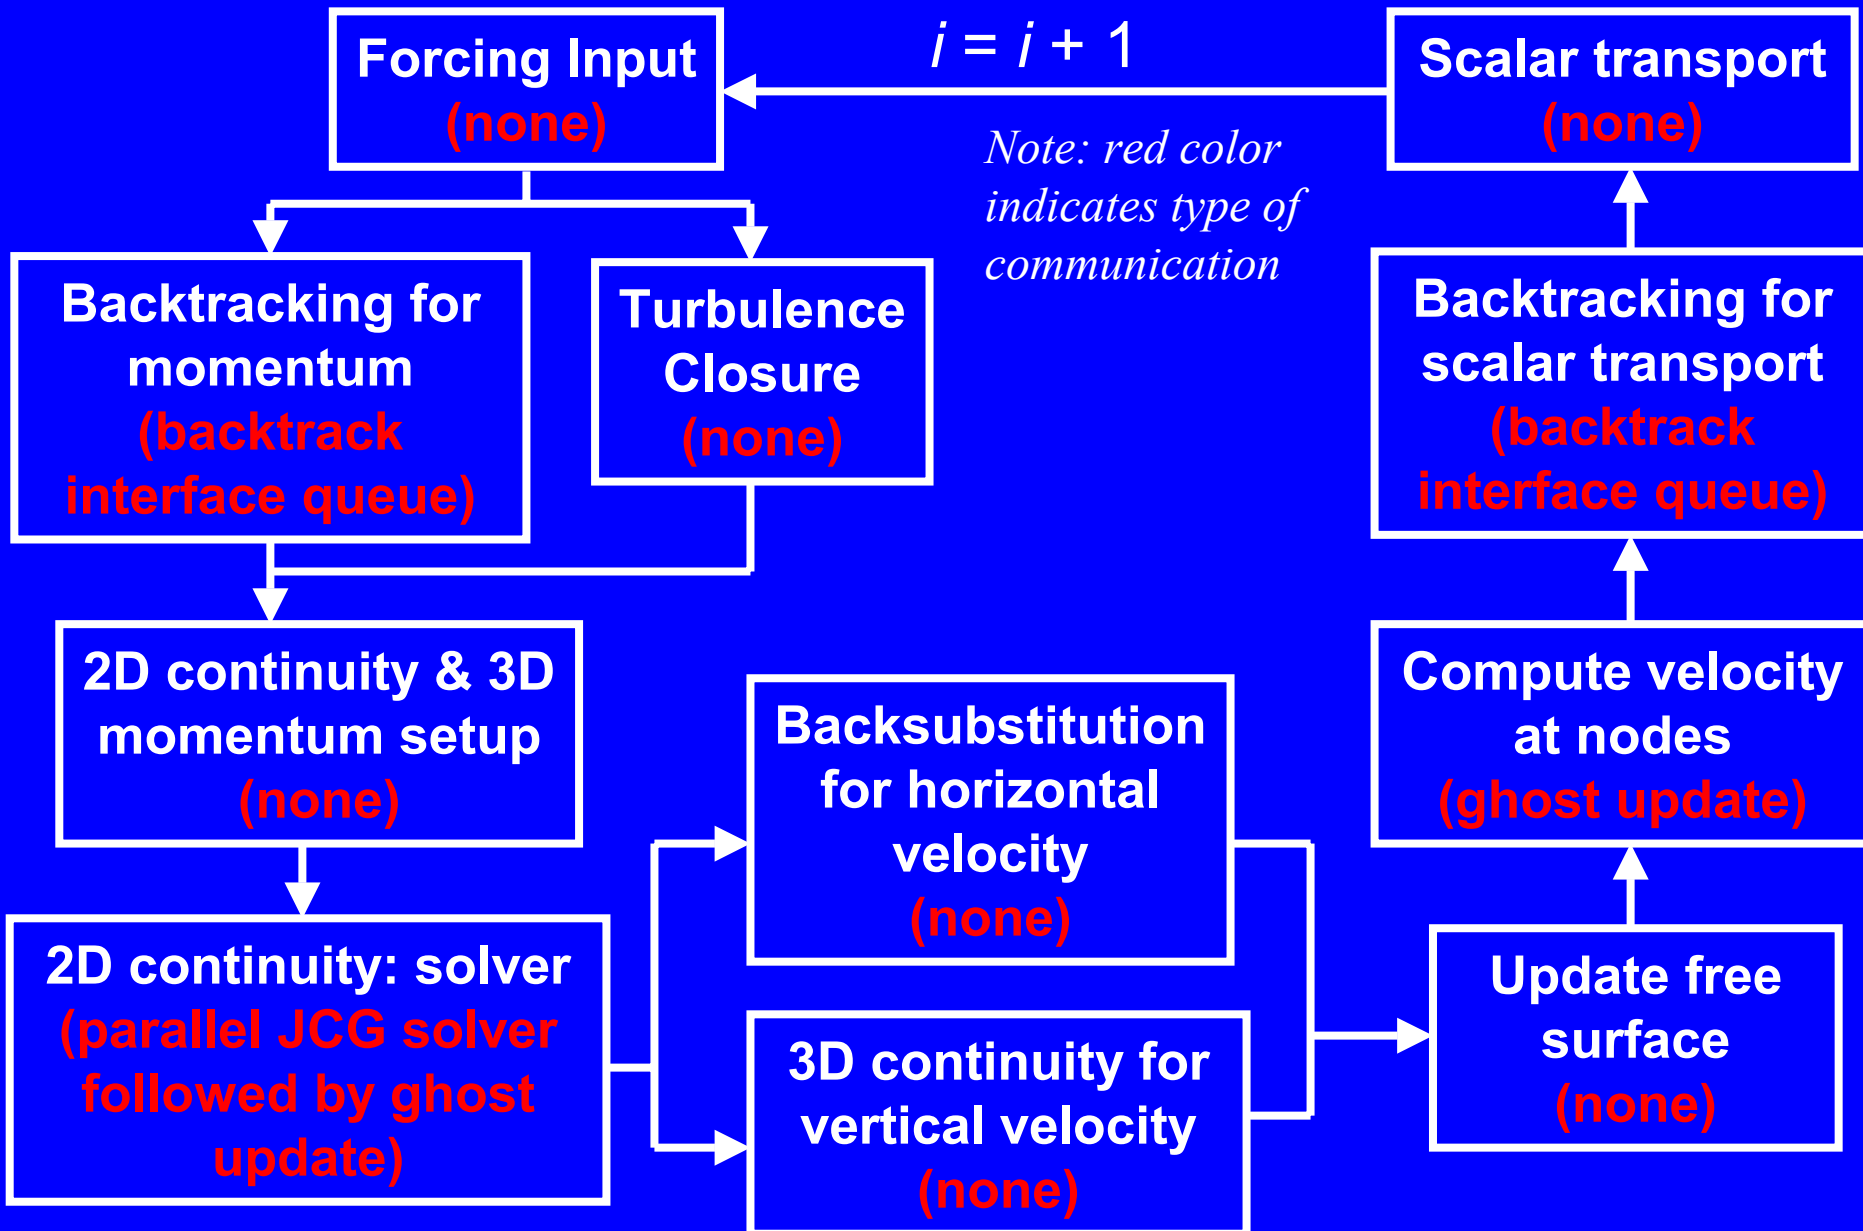 Forcing Input
(none)
i = i + 1
Note: red color
indicates type of
communication
Scalar transport
(none)
Backtracking for
momentum
(backtrack
interface queue)
Turbulence
Closure
(none)
Backtracking for
scalar transport
(backtrack
interface queue)
2D continuity & 3D
momentum setup
(none)
Backsubstitution
for horizontal
velocity
(none)
Compute velocity
at nodes
(ghost update)
2D continuity: solver
(parallel JCG solver
followed by ghost
update)
3D continuity for
vertical velocity
(none)
Update free
surface
(none)